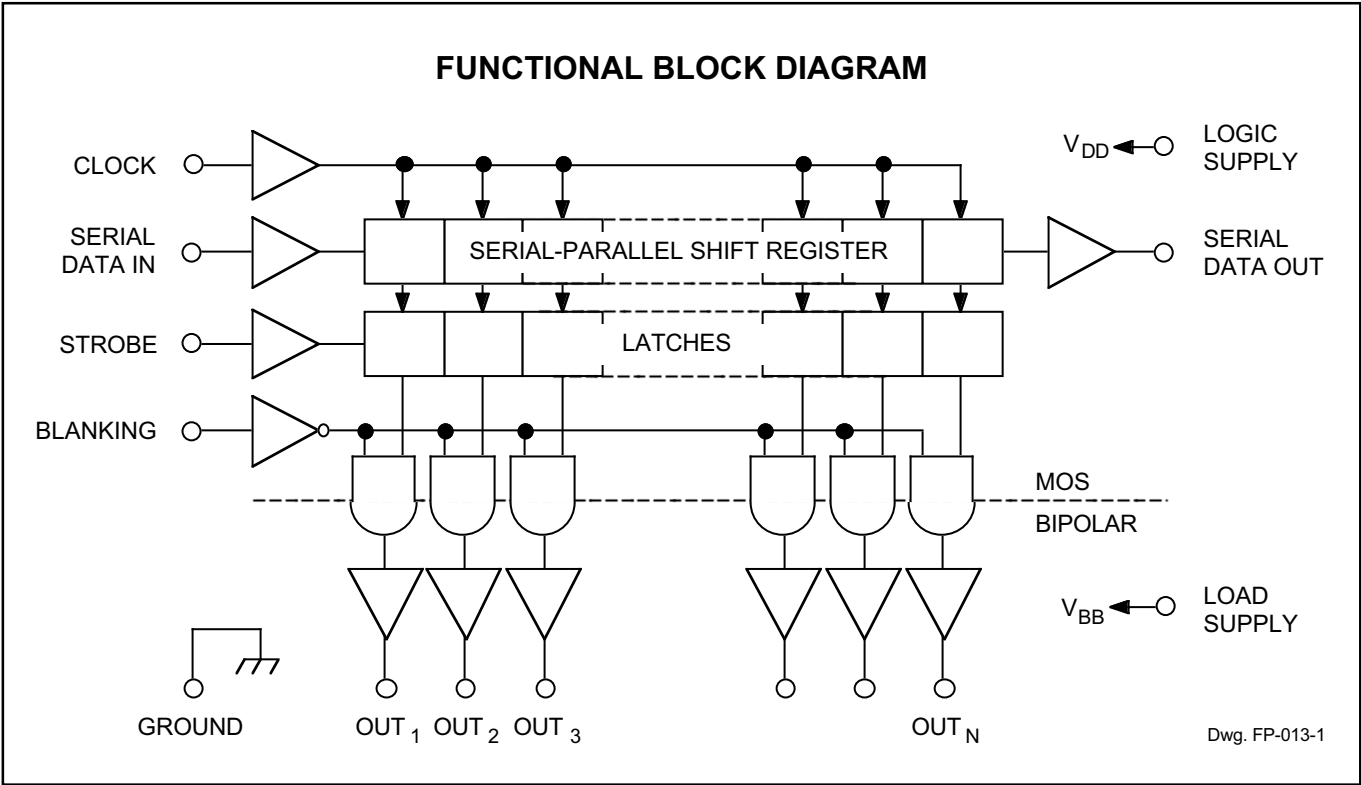 FUNCTIONAL BLOCK DIAGRAM
CLOCK
V DD
LOGIC
SUPPLY
SERIAL
DATA IN
SERIAL-PARALLEL SHIFT REGISTER
SERIAL
DATA OUT
STROBE
LATCHES
BLANKING
MOS
BIPOLAR
V BB
LOAD
SUPPLY
GROUND
OUT 1
OUT 2
OUT 3
OUT N
Dwg. FP-013-1